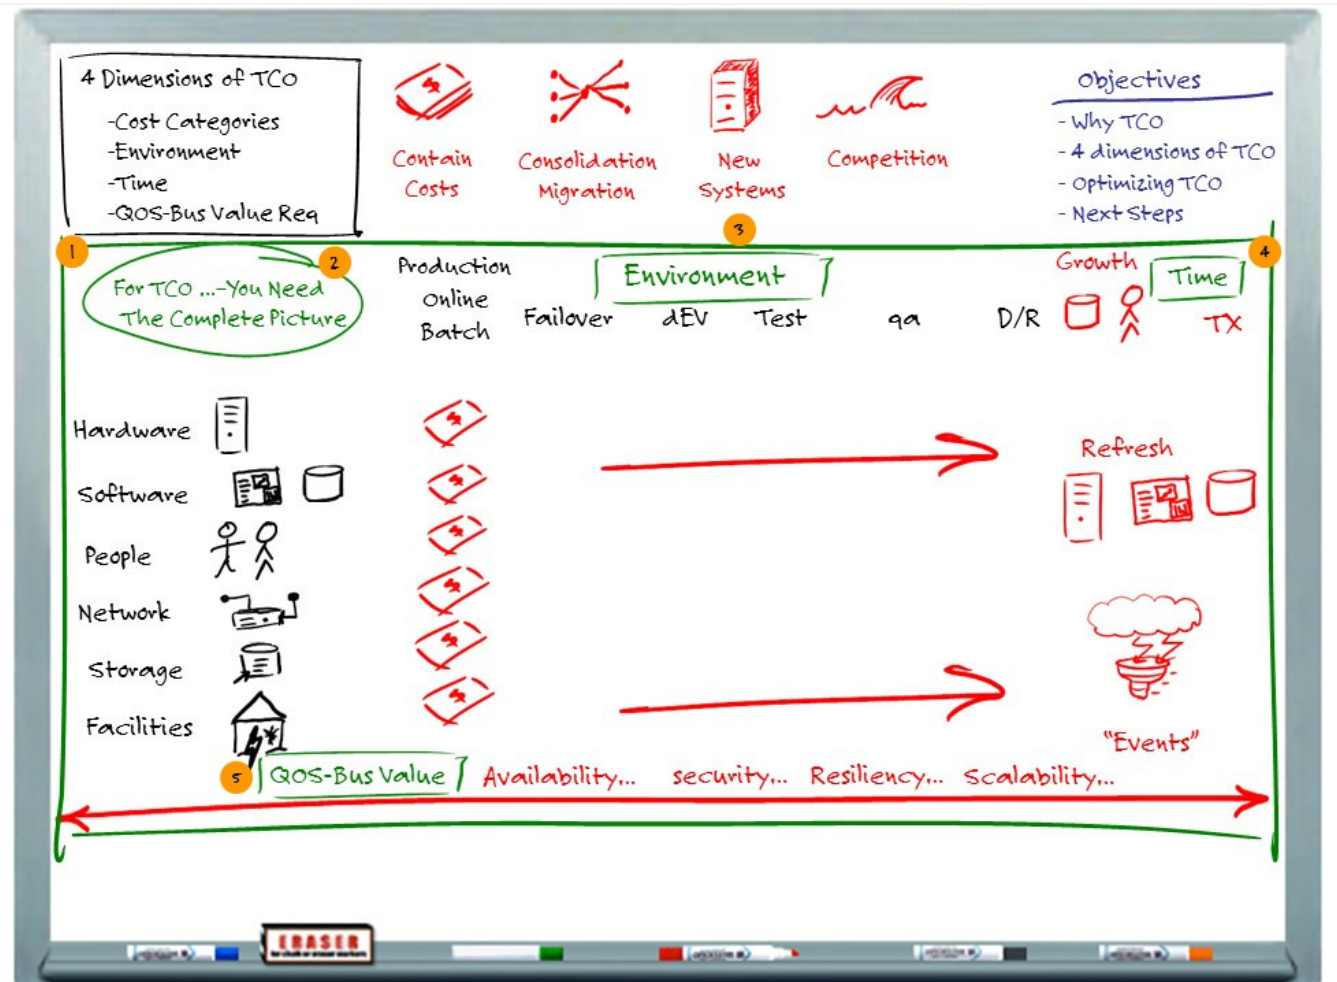 4 Dimensions of TCO
-Cost Categories
-Environment
-Time
-QOS-Bus Value Req
$
Contain
Costs
Consolidation
Migration
New
Systems
Competition
Objectives
- Why TCO
- 4 dimensions of TCO
- Optimizing TCO
- Next Steps
1
2
3
4
For TCO ...-You Need
The Complete Picture
Production
Online
Batch
Environment
Failover
dEV
Test
qa
D/R
Growth
Time
TX
Hardware
$
Software
$
People
$
Network
$
Storage
$
Facilities
$
Refresh
"Events"
5
QOS-Bus Value
Availability...
security...
Resiliency...
Scalability...
ERASER